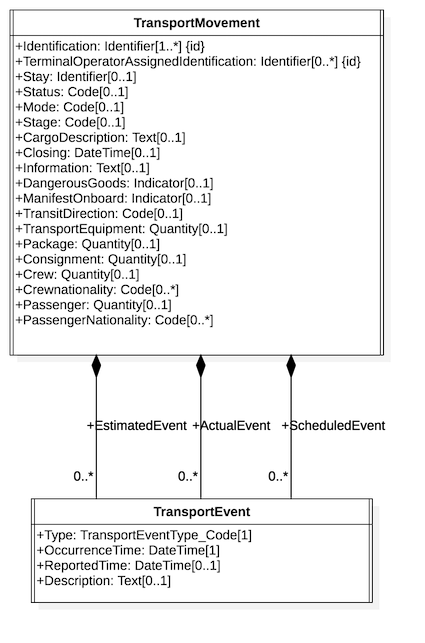 TransportMovement
+Identification: Identifier[1..*] {id}
+TerminalOperatorAssignedIdentification: Identifier[0..*] {id}
+Stay: Identifier[0..1]
+Status: Code[0..1]
+Mode: Code[0..1]
+Stage: Code[0..1]
+CargoDescription: Text[0..1]
+Closing: DateTime[0..1]
+Information: Text[0..1]
+DangerousGoods: Indicator[0..1]
+ManifestOnboard: Indicator[0..1]
+TransitDirection: Code[0..1]
+TransportEquipment: Quantity[0..1]
+Package: Quantity[0..1]
+Consignment: Quantity[0..1]
+Crew: Quantity[0..1]
+Crewnationality: Code[0..*]
+Passenger: Quantity[0..1]
+PassengerNationality: Code[0..*]
+EstimatedEvent +ActualEvent +ScheduledEvent
0..* 0..* 0..*
TransportEvent
+Type: TransportEventType_Code[1]
+OccurrenceTime: DateTime[1]
+ReportedTime: DateTime[0..1]
+Description: Text[0..1]